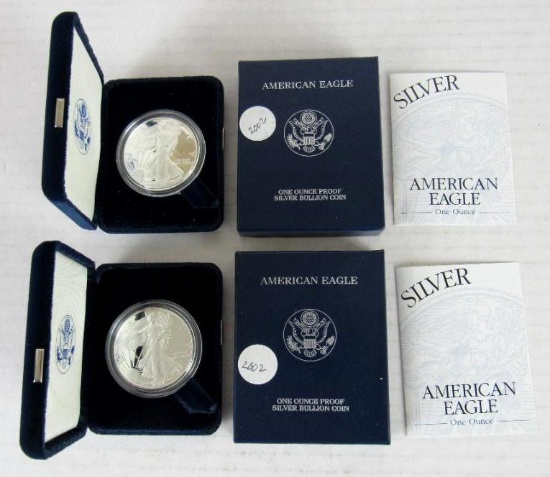 AMERICAN EAGLE
2002
ONE OUNCE PROOF
SILVER BULLION COIN
SILVER
AMERICAN
EAGLE
One Ounce
AMERICAN EAGLE
2002
ONE OUNCE PROOF
SILVER BULLION COIN
SILVER
AMERICAN
EAGLE
One Ounce